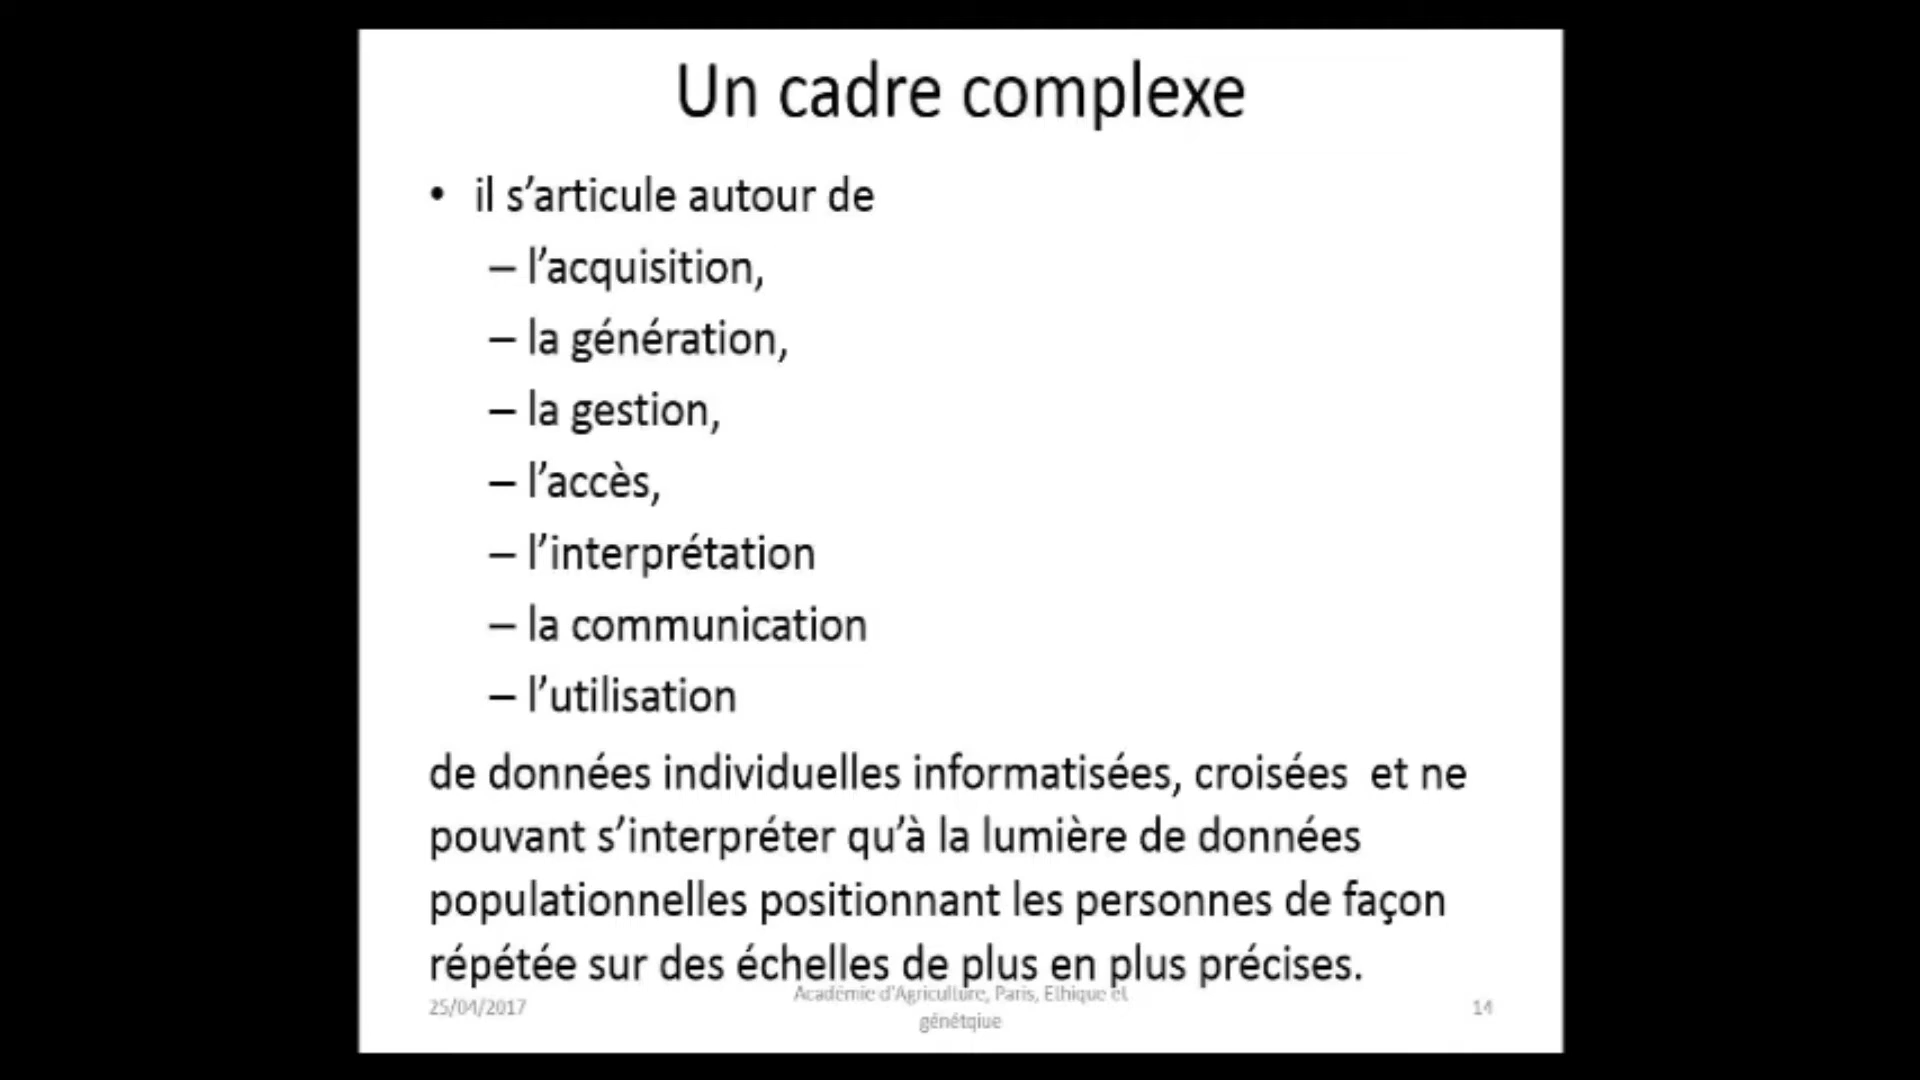 Un cadre complexe
• il s’articule autour de
– l’acquisition,
– la génération,
– la gestion,
– l’accès,
– l’interprétation
– la communication
– l’utilisation
de données individuelles informatisées, croisées et ne
pouvant s’interpréter qu’à la lumière de données
populationnelles positionnant les personnes de façon
répétée sur des échelles de plus en plus précises.
25/04/2017
Académie d'Agriculture, Paris, Ethique et
génétqiue
14